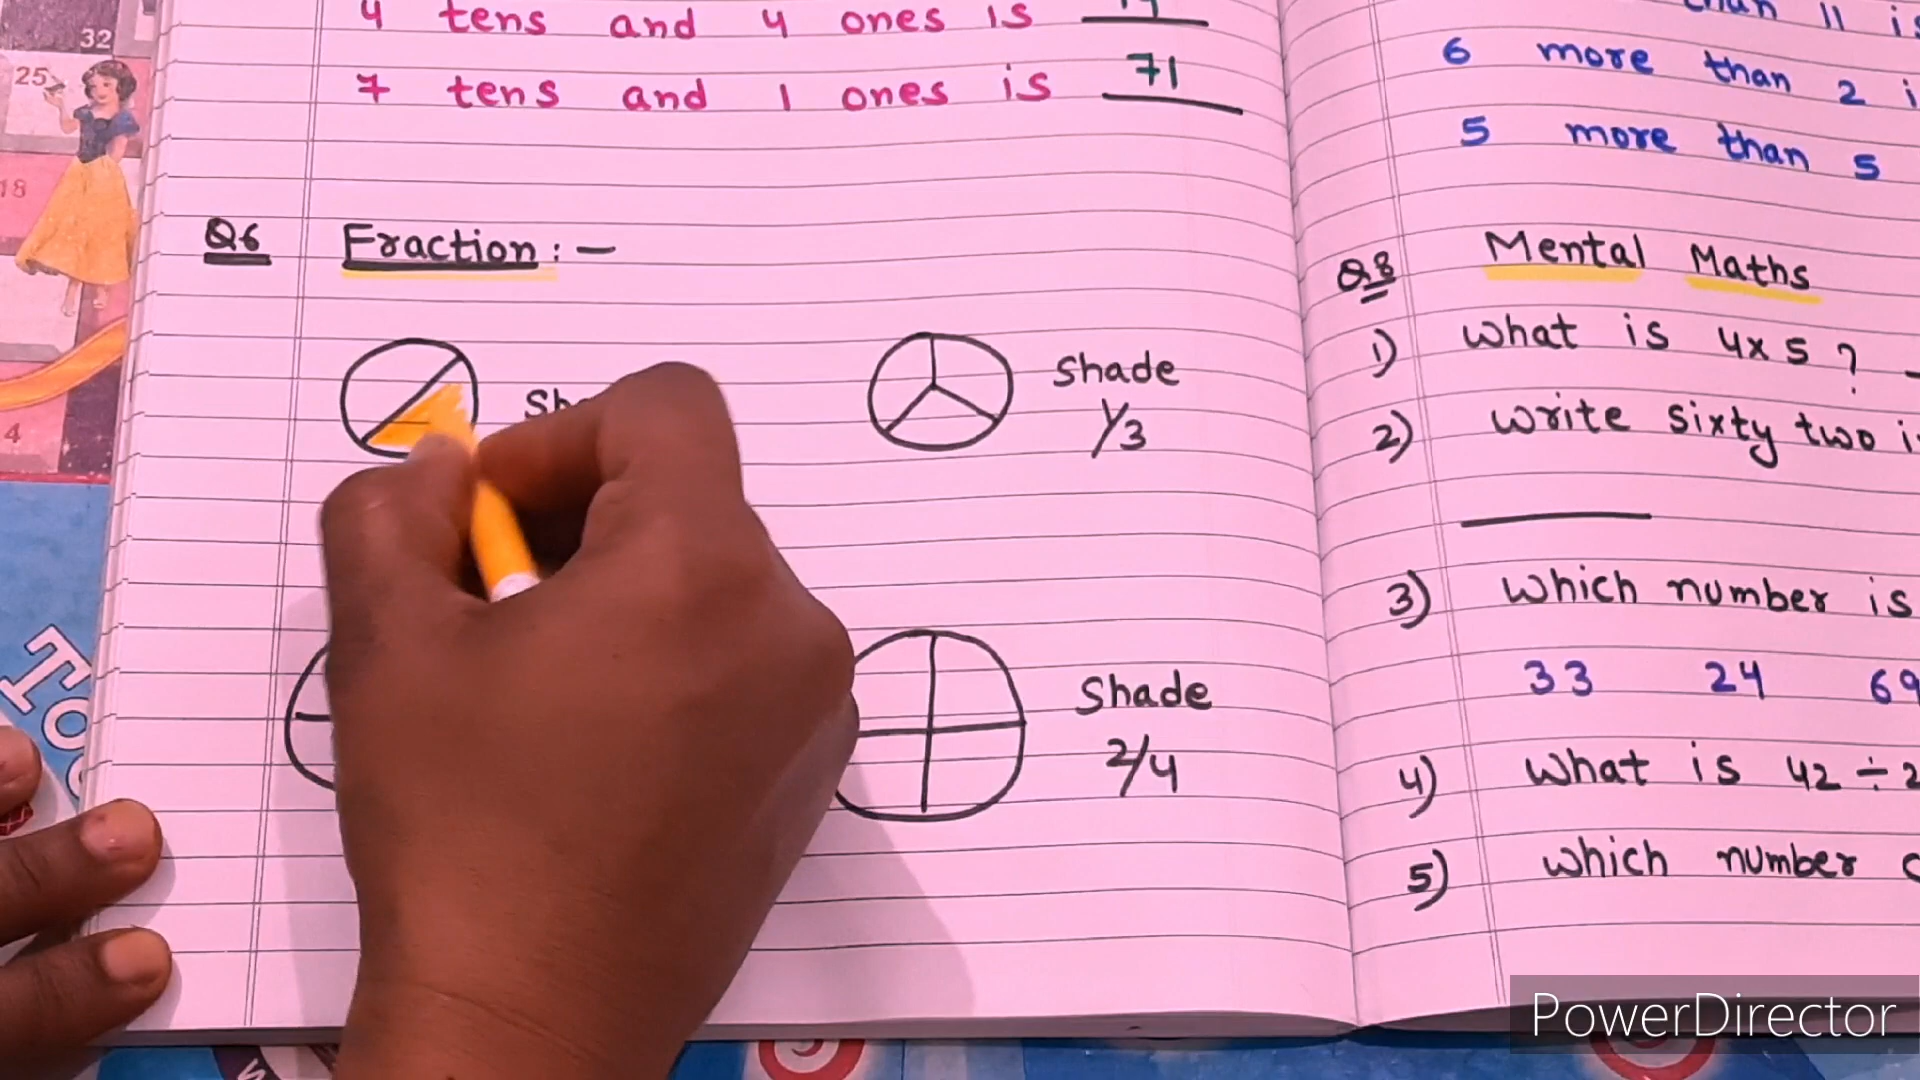 4 tens and 4 ones is
7 tens and 1 ones is 71
Q6 Fraction : -
Shade
1/3
Shade
2/4
11
6 more than 2
5 more than 5
Q8 Mental Maths
1) What is 4x5 ?
2) Write sixty two
3) Which number is
33 24 69
4) What is 42 ÷ 2
5) Which number
32
25
18
4
PowerDirector